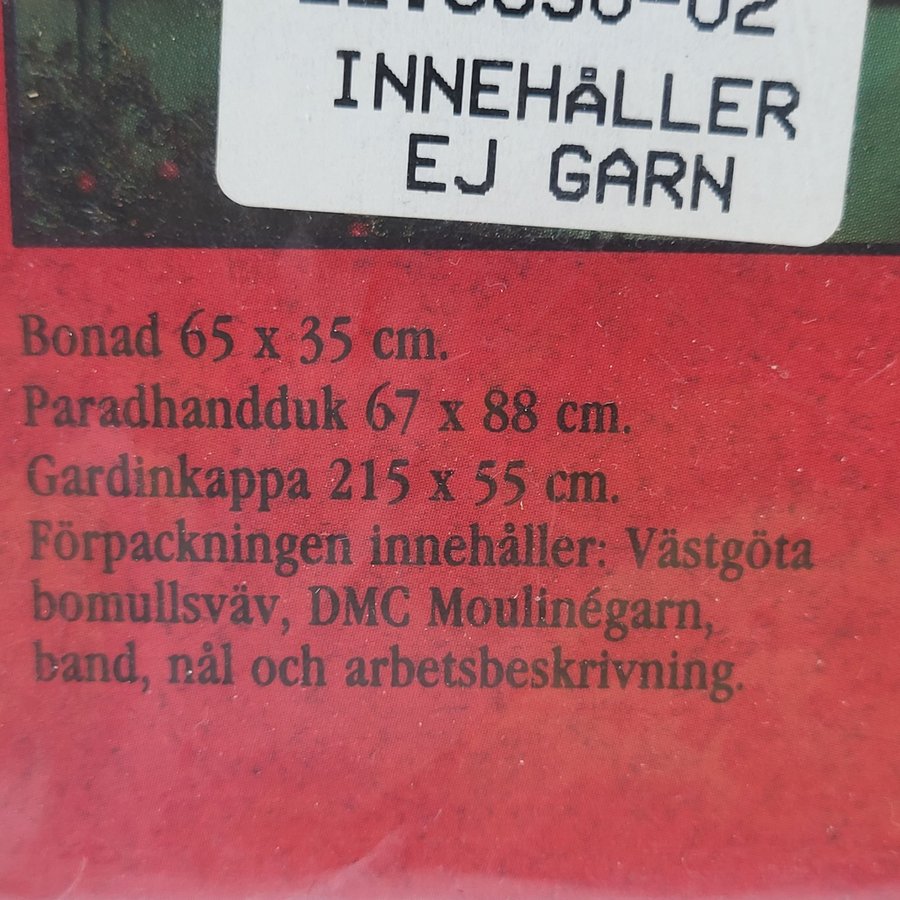 INNEHÅLLER
EJ GARN
Bonad 65 x 35 cm.
Paradhandduk 67 x 88 cm.
Gardinkappa 215 x 55 cm.
Förpackningen innehåller: Västgöta
bomullsväv, DMC Moulinégarn,
band, nål och arbetsbeskrivning.